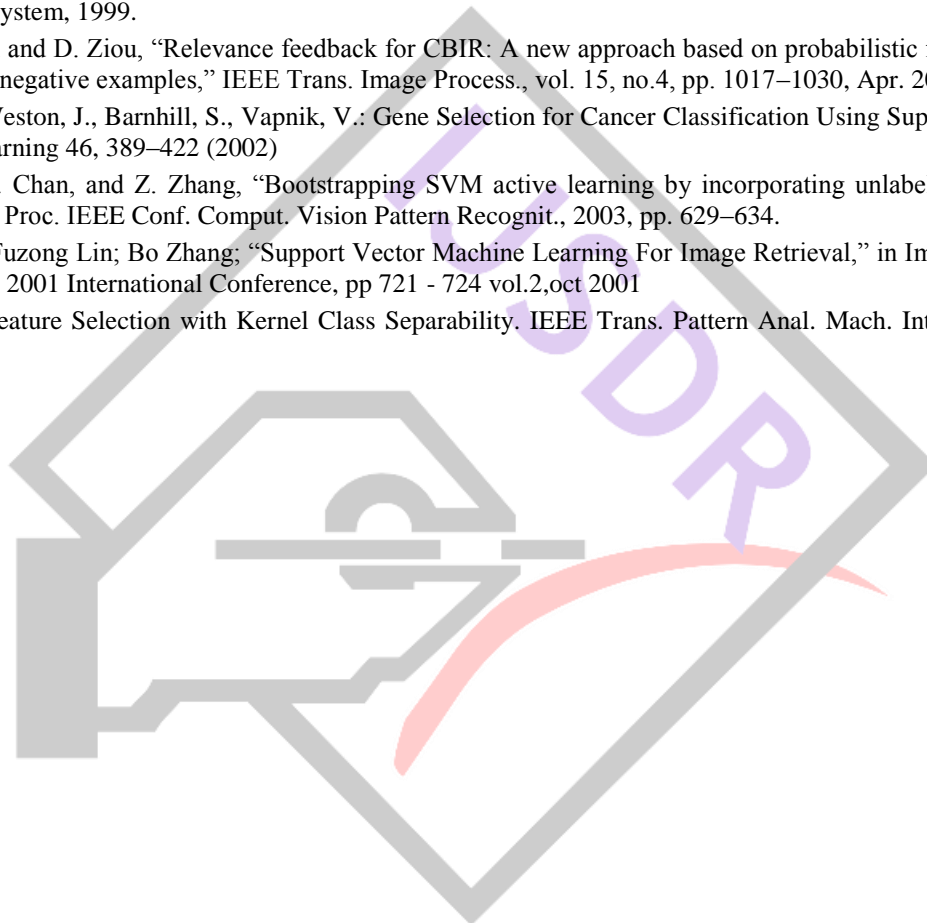 ystem, 1999.
and D. Ziou, “Relevance feedback for CBIR: A new approach based on probabilistic
negative examples,” IEEE Trans. Image Process., vol. 15, no.4, pp. 1017–1030, Apr. 20
eston, J., Barnhill, S., Vapnik, V.: Gene Selection for Cancer Classification Using Sup
arning 46, 389–422 (2002)
Chan, and Z. Zhang, “Bootstrapping SVM active learning by incorporating unlabe
Proc. IEEE Conf. Comput. Vision Pattern Recognit., 2003, pp. 629–634.
Fuzong Lin; Bo Zhang; “Support Vector Machine Learning For Image Retrieval,” in Im
2001 International Conference, pp 721 - 724 vol.2,oct 2001
eature Selection with Kernel Class Separability. IEEE Trans. Pattern Anal. Mach. Int
IJSDR